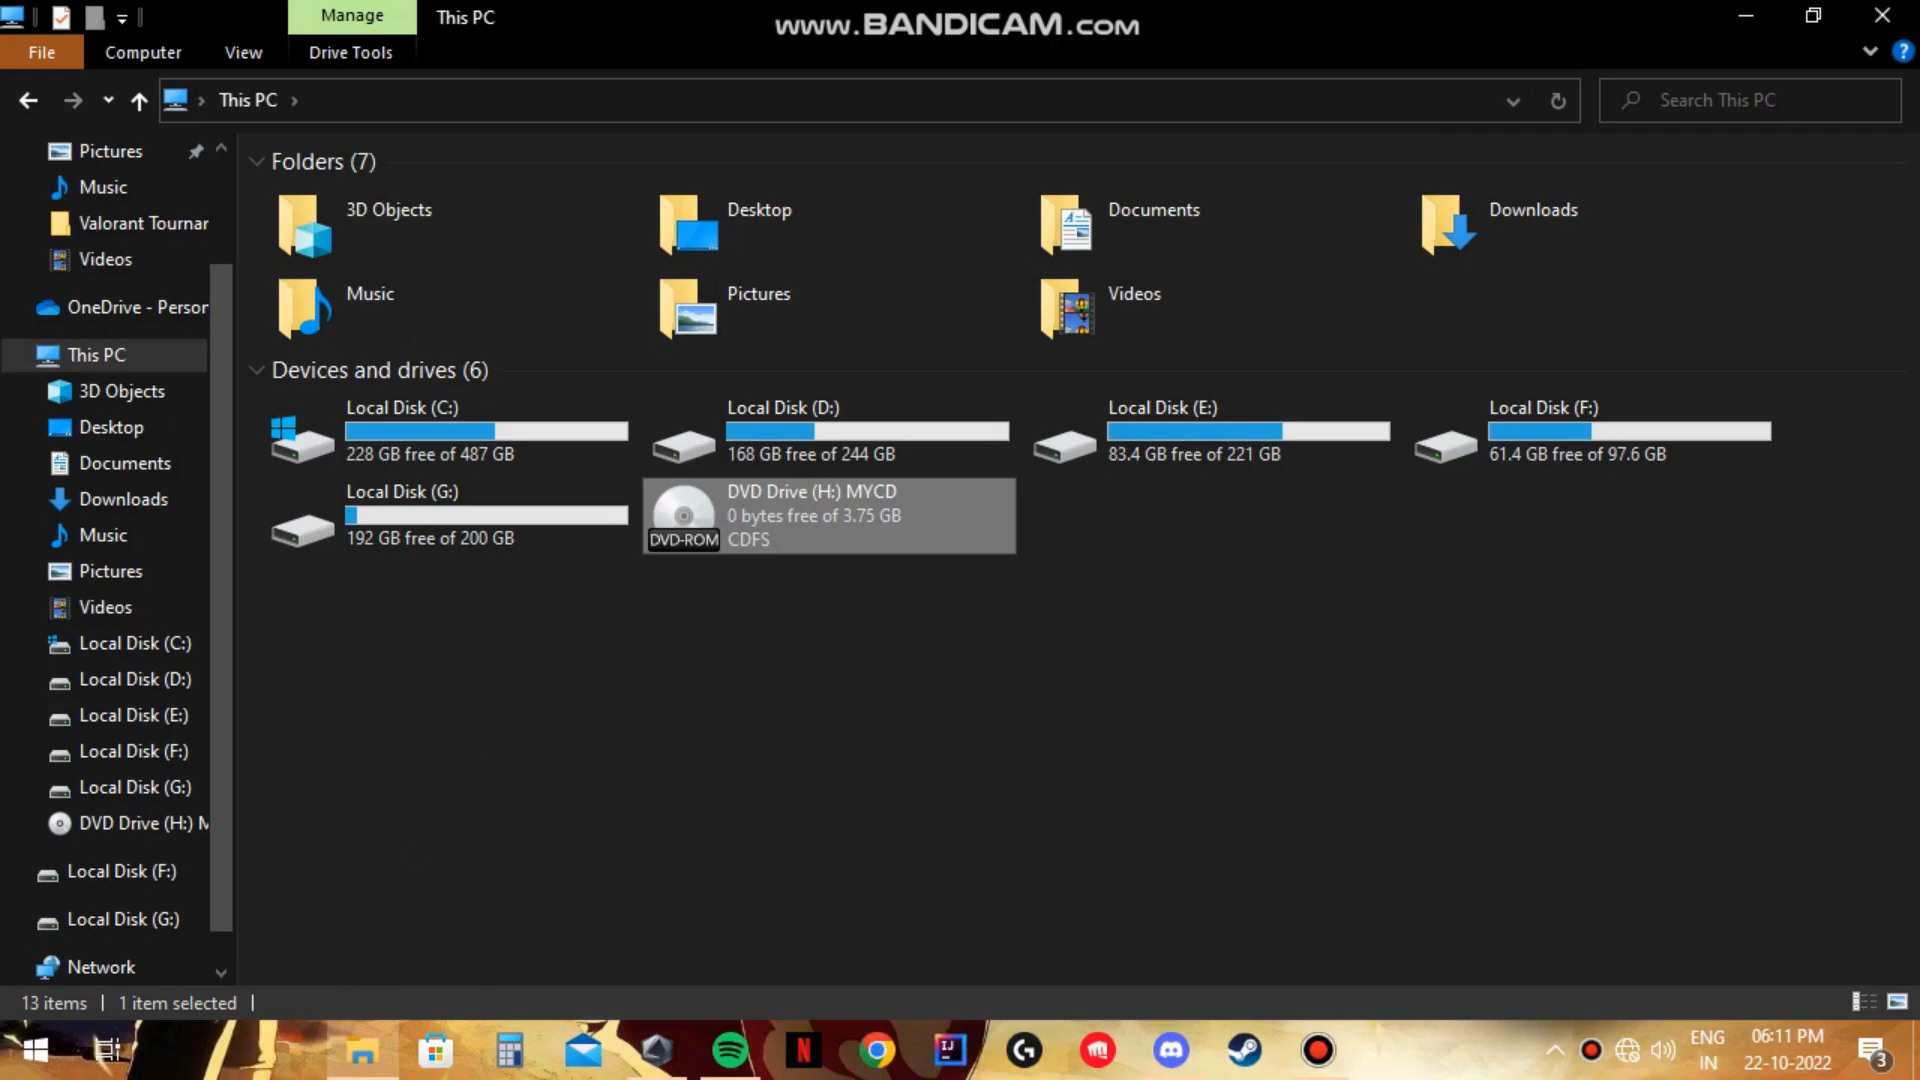 Manage
This PC
www.BANDICAM.com
File
Computer
View
Drive Tools
This PC
Search This PC
Pictures
Music
Valorant Tournar
Videos
OneDrive - Person
This PC
3D Objects
Desktop
Documents
Downloads
Music
Pictures
Videos
Local Disk (C:)
Local Disk (D:)
Local Disk (E:)
Local Disk (F:)
Local Disk (G:)
DVD Drive (H:) M
Local Disk (F:)
Local Disk (G:)
Network
Folders (7)
3D Objects
Desktop
Documents
Downloads
Music
Pictures
Videos
Devices and drives (6)
Local Disk (C:)
228 GB free of 487 GB
Local Disk (D:)
168 GB free of 244 GB
Local Disk (E:)
83.4 GB free of 221 GB
Local Disk (F:)
61.4 GB free of 97.6 GB
Local Disk (G:)
192 GB free of 200 GB
DVD Drive (H:) MYCD
0 bytes free of 3.75 GB
DVD-ROM
CDFS
13 items
1 item selected
ENG
IN
06:11 PM
22-10-2022
3